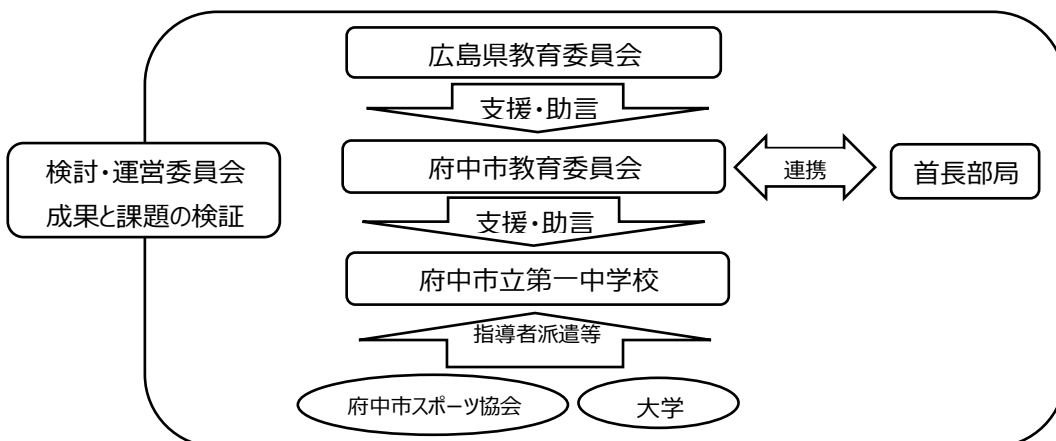 広島県教育委員会
支援・助言
検討・運営委員会
成果と課題の検証
府中市教育委員会
連携
首長部局
支援・助言
府中市立第一中学校
指導者派遣等
府中市スポーツ協会
大学